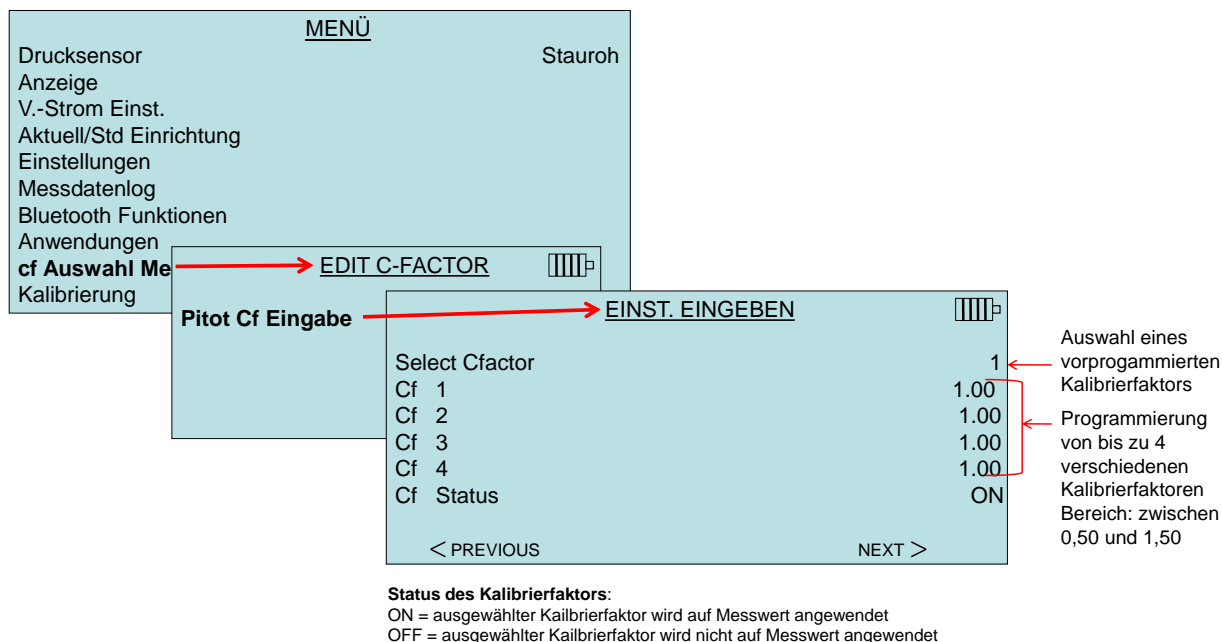 MENÜ
Drucksensor Stauroh
Anzeige
V.-Strom Einst.
Aktuell/Std Einrichtung
Einstellungen
Messdatenlog
Bluetooth Funktionen
Anwendungen
cf Auswahl Me
Kalibrierung
EDIT C-FACTOR
Pitot Cf Eingabe
EINST. EINGEBEN
Select Cfactor 1
Cf 1 1.00
Cf 2 1.00
Cf 3 1.00
Cf 4 1.00
Cf Status ON
< PREVIOUS NEXT >
Auswahl eines
vorprogammierten
Kalibrierfaktors
Programmierung
von bis zu 4
verschiedenen
Kalibrierfaktoren
Bereich: zwischen
0,50 und 1,50
Status des Kalibrierfaktors:
ON = ausgewählter Kailbrierfaktor wird auf Messwert angewendet
OFF = ausgewählter Kailbrierfaktor wird nicht auf Messwert angewendet